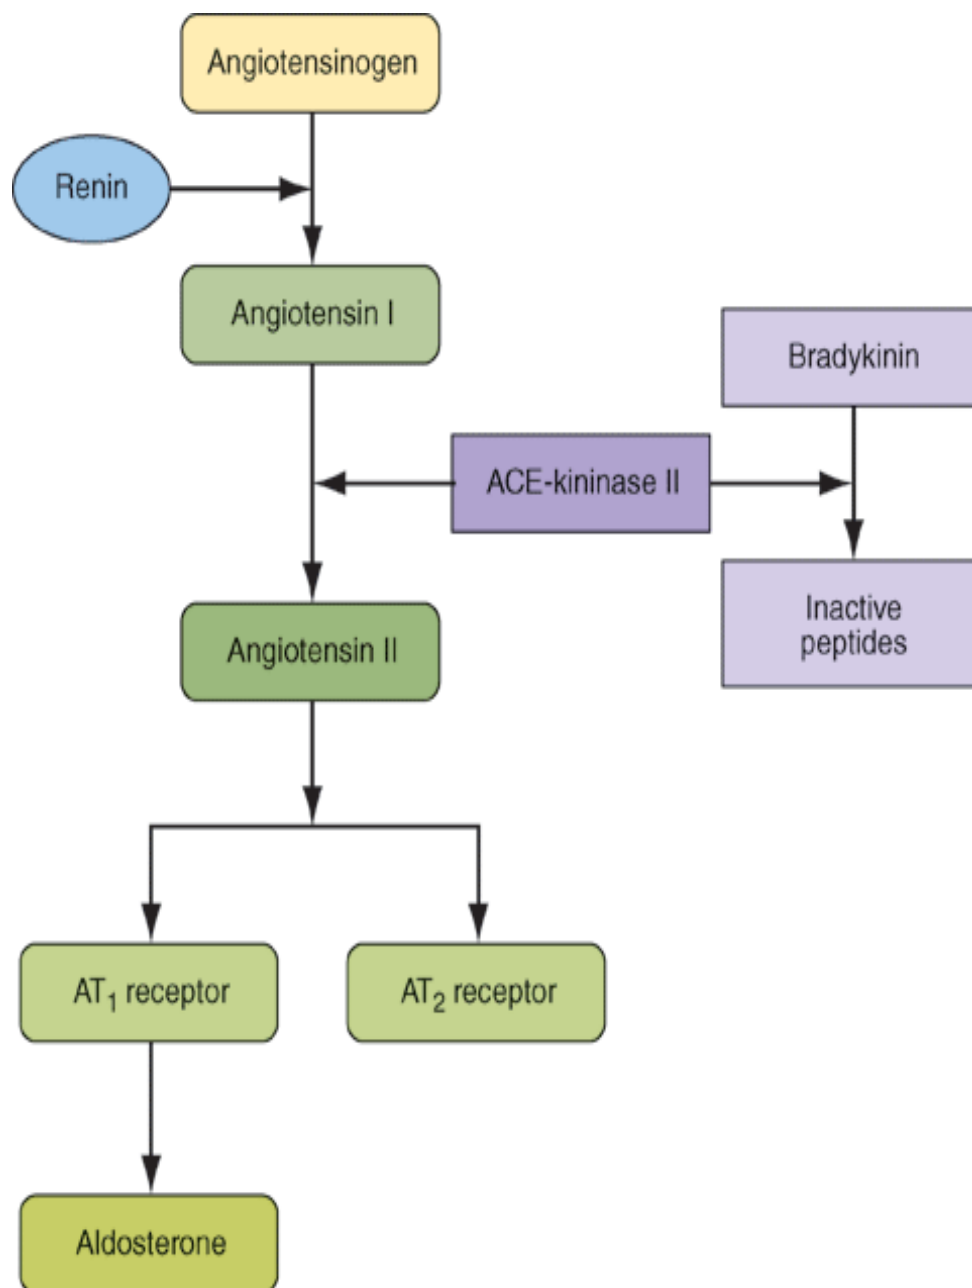 Angiotensinogen
Renin
Angiotensin I
Bradykinin
ACE-kininase II
Inactive
peptides
Angiotensin II
AT1 receptor
AT2 receptor
Aldosterone